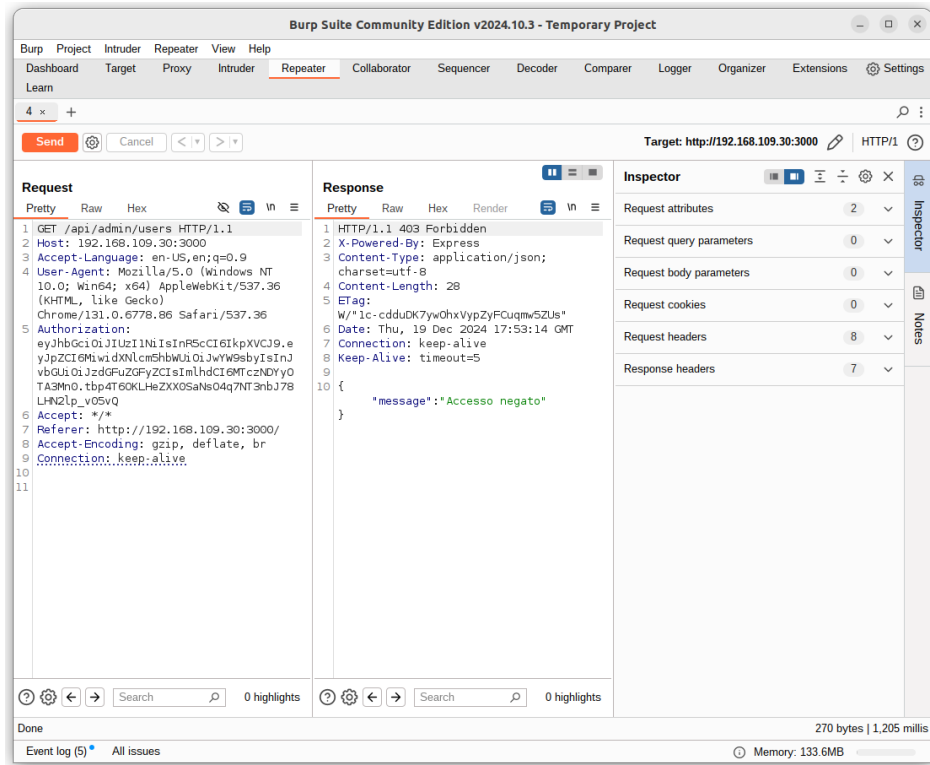 Burp Suite Community Edition v2024.10.3 - Temporary Project
Burp Project Intruder Repeater View Help
Dashboard Target Proxy Intruder Repeater Collaborator Sequencer Decoder Comparer Logger Organizer Extensions Settings
Learn
4 × +
Send Cancel < > Target: http://192.168.109.30:3000 HTTP/1
Request
Pretty Raw Hex \n
1 GET /api/admin/users HTTP/1.1
2 Host: 192.168.109.30:3000
3 Accept-Language: en-US,en;q=0.9
4 User-Agent: Mozilla/5.0 (Windows NT
10.0; Win64; x64) AppleWebKit/537.36
(KHTML, like Gecko)
Chrome/131.0.6778.86 Safari/537.36
5 Authorization:
eyJhbGciOiJIUzI1NiIsInR5cCI6IkpXVCJ9.e
yJpZCI6MiwidXNlcm5hbWUiOiJwYW9sbyIsInJ
vbGUiOiJzdGFuZGFyZCIsImlhdCI6MTczNDYyO
TA3Mn0.tbp4T6OKLHeZXX0SaNsO4q7NT3nbJ78
LHN2lp_v05vQ
6 Accept: */*
7 Referer: http://192.168.109.30:3000/
8 Accept-Encoding: gzip, deflate, br
9 Connection: keep-alive
10
11
Search 0 highlights
Response
Pretty Raw Hex Render \n
1 HTTP/1.1 403 Forbidden
2 X-Powered-By: Express
3 Content-Type: application/json;
charset=utf-8
4 Content-Length: 28
5 ETag:
W/"1c-cdduDK7ywOhxVypZyFCuqmw5ZUs"
6 Date: Thu, 19 Dec 2024 17:53:14 GMT
7 Connection: keep-alive
8 Keep-Alive: timeout=5
9
10 {
"message":"Accesso negato"
}
Search 0 highlights
Inspector
Request attributes 2
Request query parameters 0
Request body parameters 0
Request cookies 0
Request headers 8
Response headers 7
Inspector
Notes
Done 270 bytes | 1,205 millis
Event log (5) All issues Memory: 133.6MB